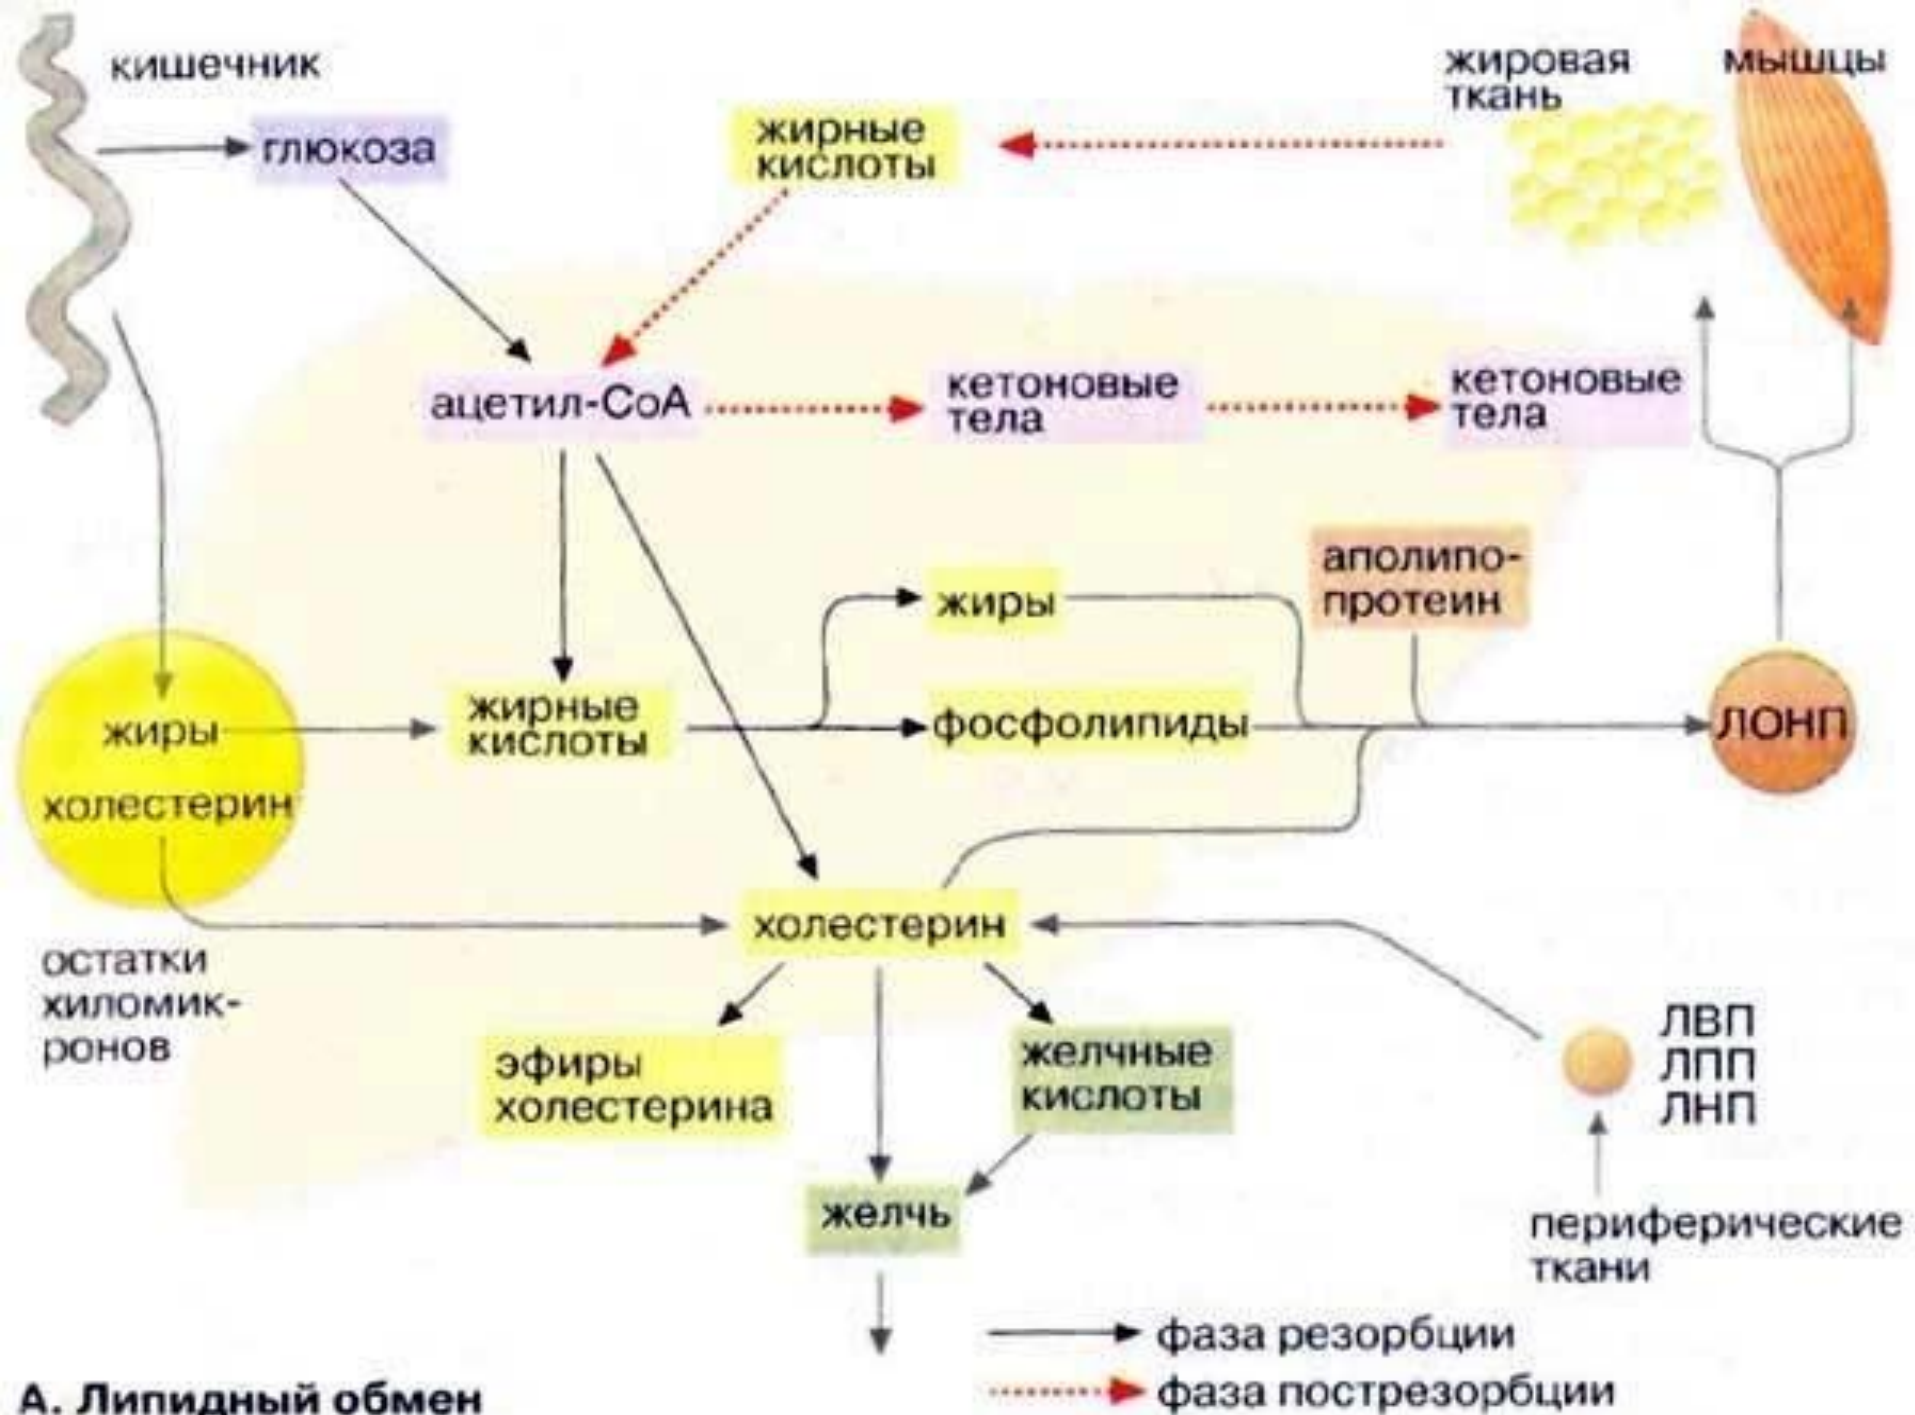 кишечник
глюкоза
жирные
кислоты
жировая
ткань
мышцы
ацетил-CoA
кетоновые
тела
кетоновые
тела
аполипо-
протеин
жиры
жиры
холестерин
жирные
кислоты
фосфолипиды
ЛОНП
остатки
хиломик-
ронов
холестерин
эфиры
холестерина
желчные
кислоты
желчь
ЛВП
ЛПП
ЛНП
периферические
ткани
фаза резорбции
фаза пострезорбции
А. Липидный обмен